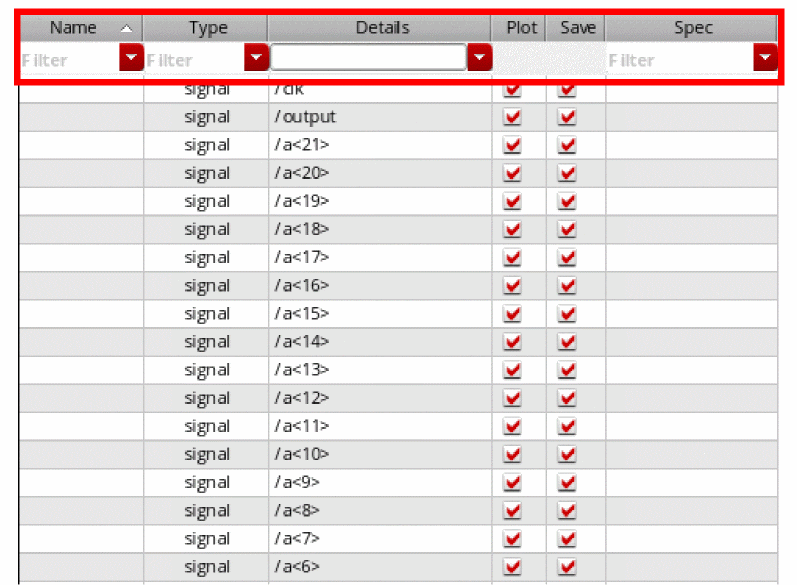 Name Type Details Plot Save Spec
Filter Filter Filter
signal /clk
signal /output
signal /a<21>
signal /a<20>
signal /a<19>
signal /a<18>
signal /a<17>
signal /a<16>
signal /a<15>
signal /a<14>
signal /a<13>
signal /a<12>
signal /a<11>
signal /a<10>
signal /a<9>
signal /a<8>
signal /a<7>
signal /a<6>